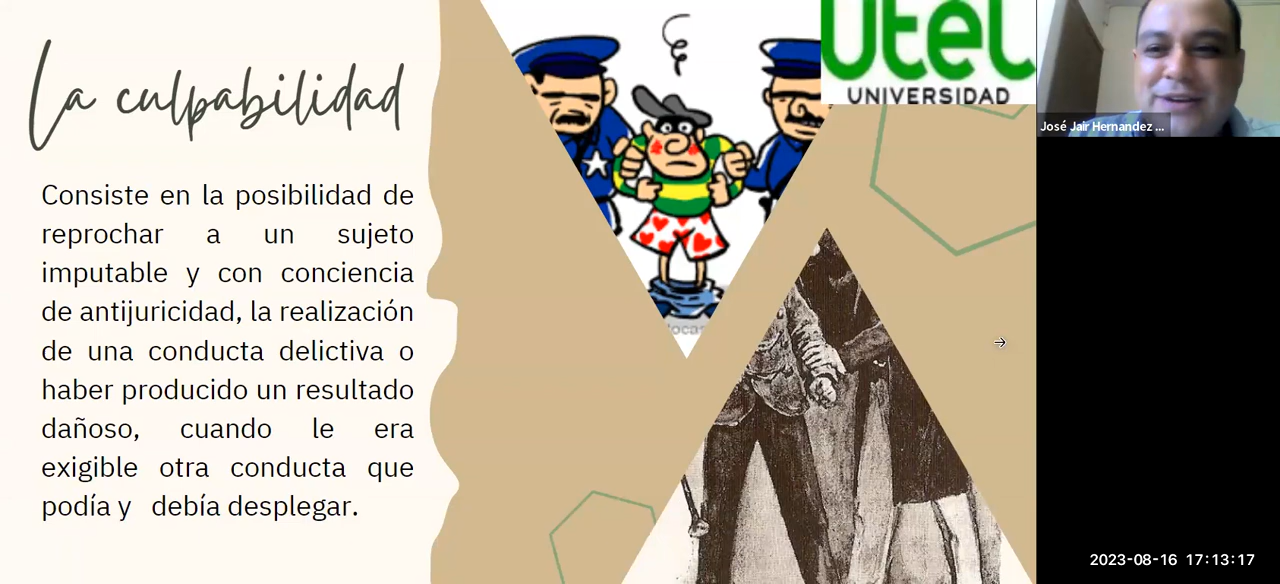 La culpabilidad
Consiste en la posibilidad de
reprochar a un sujeto
imputable y con conciencia
de antijuricidad, la realización
de una conducta delictiva o
haber producido un resultado
dañoso, cuando le era
exigible otra conducta que
podía y debía desplegar.
utel
UNIVERSIDAD
José Jair Hernandez ...
2023-08-16 17:13:17